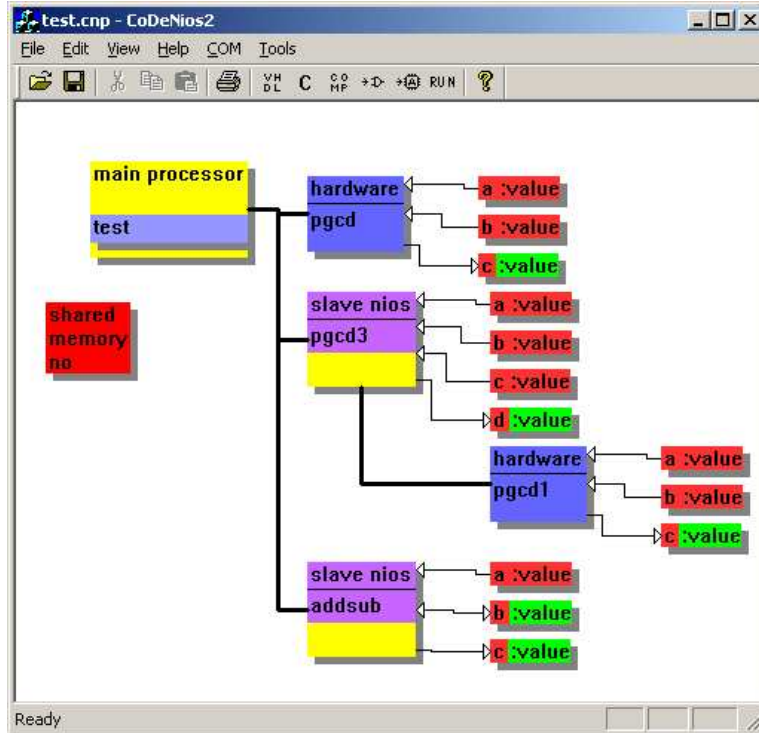 test.cnp - CoDeNios2
File Edit View Help COM Tools
VH DL C CO MP RUN ?
main processor
test
shared
memory
no
hardware
pgcd
a :value
b :value
c :value
slave nios
pgcd3
a :value
b :value
c :value
d :value
hardware
pgcd1
a :value
b :value
c :value
slave nios
addsub
a :value
b :value
c :value
Ready